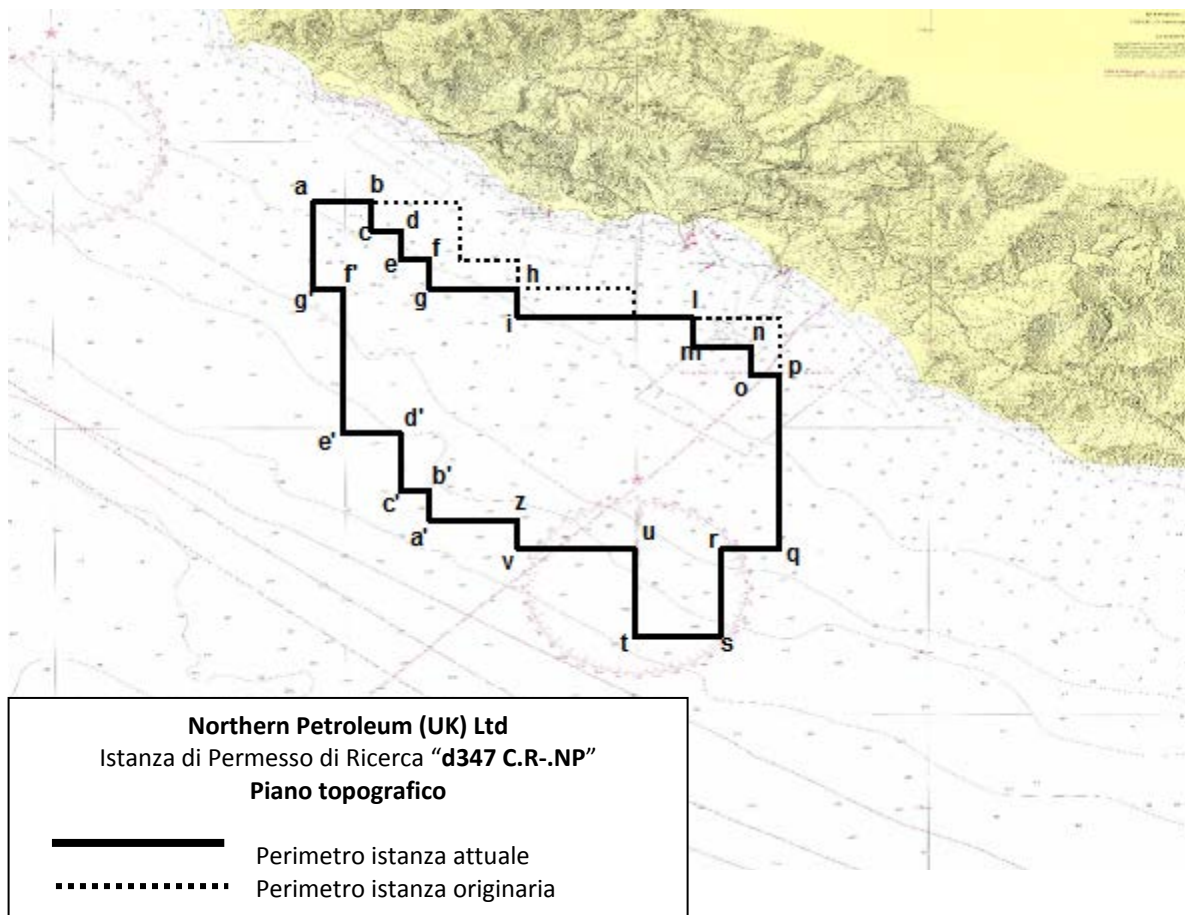 a
b
c
d
e
f
g' 
f'
g
h
i
l
m
n
o
p
e'
d'
c'
b'
a'
z
v
u
r
q
t
s
Northern Petroleum (UK) Ltd
Istanza di Permesso di Ricerca “d347 C.R-.NP”
Piano topografico
Perimetro istanza attuale
Perimetro istanza originaria